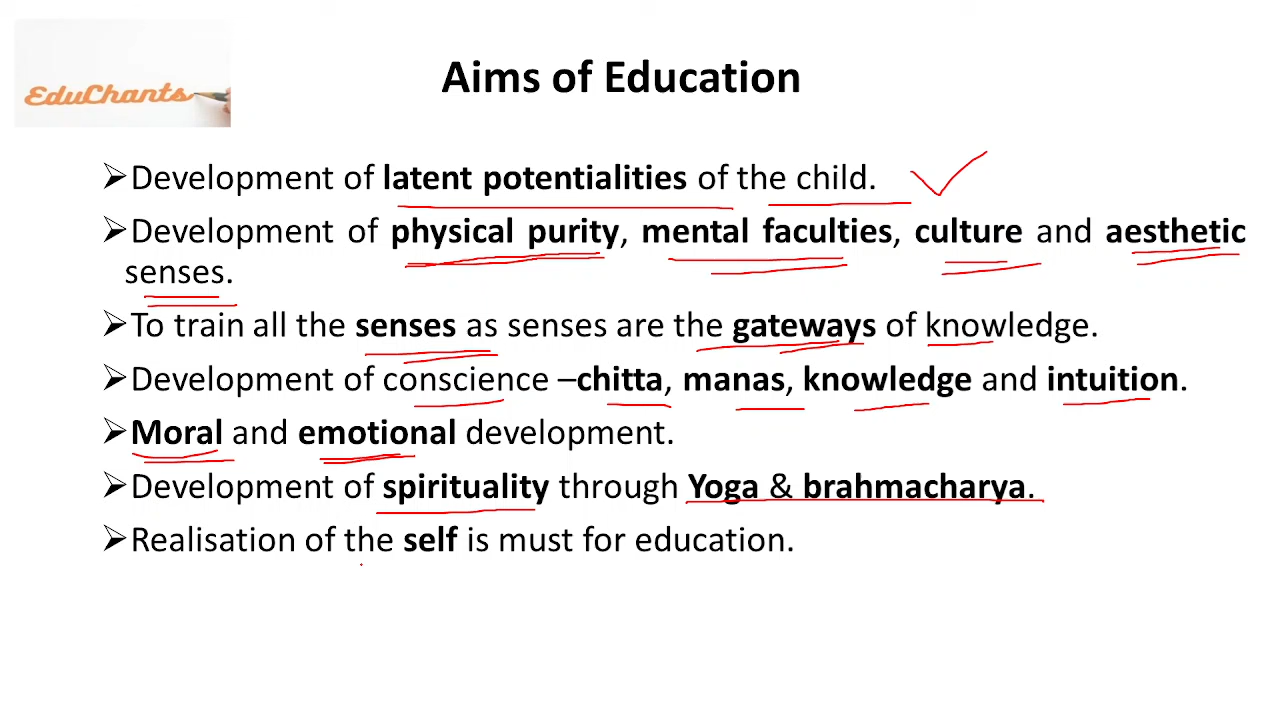 EduChants
Aims of Education
➢Development of latent potentialities of the child.
➢Development of physical purity, mental faculties, culture and aesthetic
senses.
➢To train all the senses as senses are the gateways of knowledge.
➢Development of conscience –chitta, manas, knowledge and intuition.
➢Moral and emotional development.
➢Development of spirituality through Yoga & brahmacharya.
➢Realisation of the self is must for education.